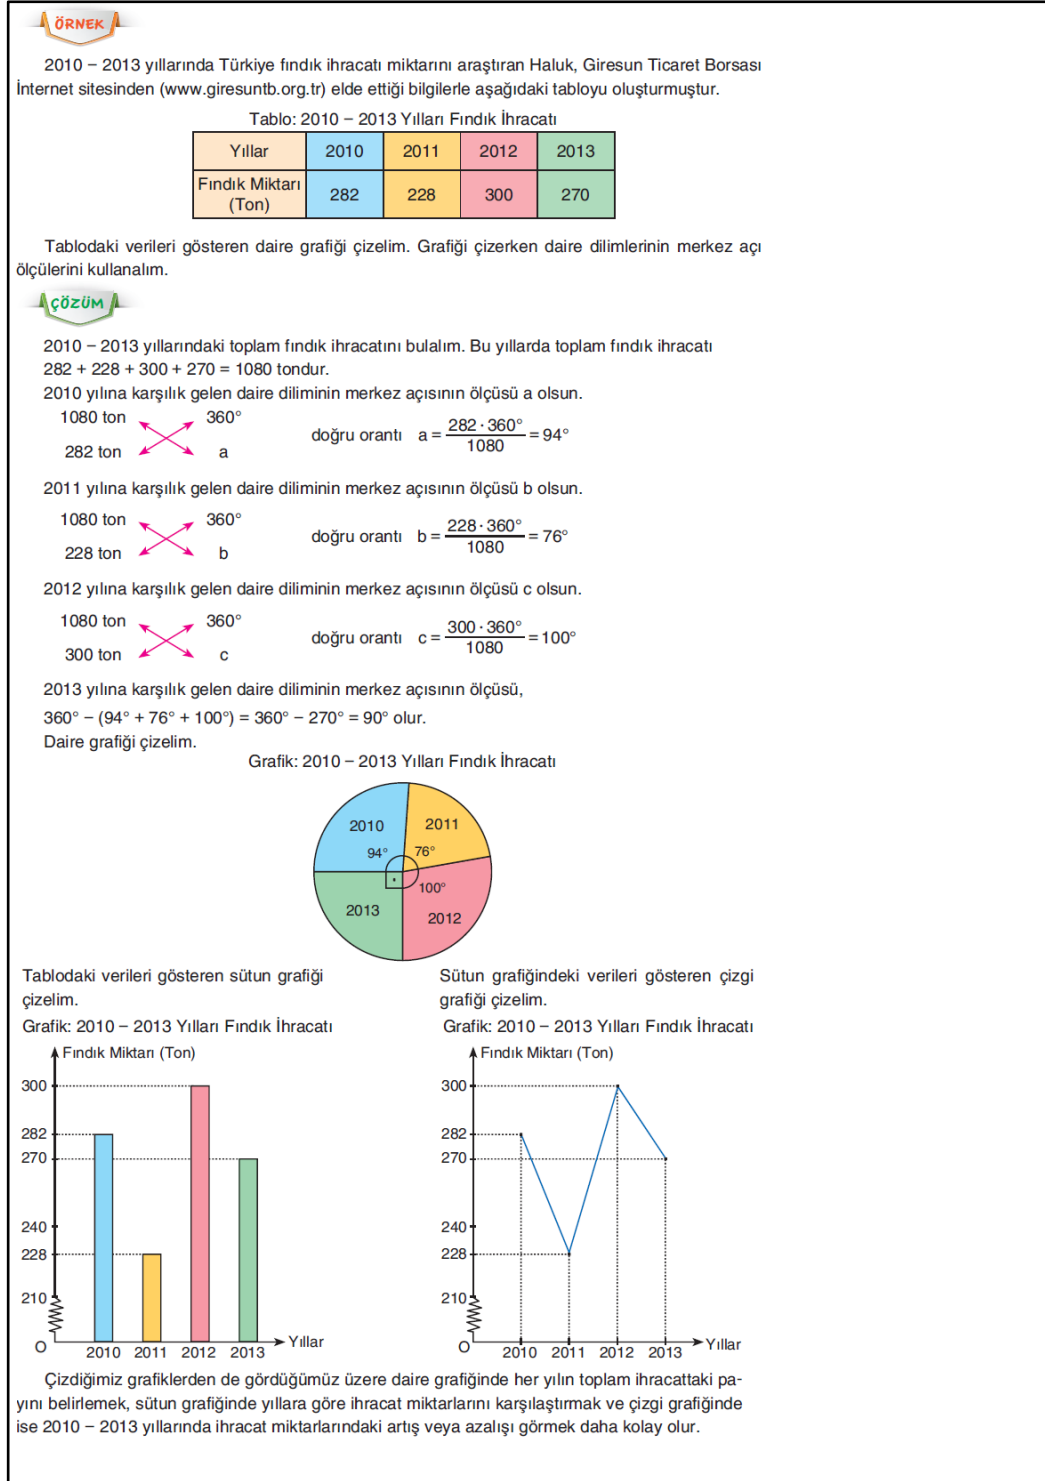 ÖRNEK
2010 – 2013 yıllarında Türkiye fındık ihracatı miktarını araştıran Haluk, Giresun Ticaret Borsası
İnternet sitesinden (www.giresuntb.org.tr) elde ettiği bilgilerle aşağıdaki tabloyu oluşturmuştur.
Tablo: 2010 – 2013 Yılları Fındık İhracatı
Yıllar 2010 2011 2012 2013
Fındık Miktarı
(Ton) 282 228 300 270
Tablodaki verileri gösteren daire grafiği çizelim. Grafiği çizerken daire dilimlerinin merkez açı
ölçülerini kullanalım.
ÇÖZÜM
2010 – 2013 yıllarındaki toplam fındık ihracatını bulalım. Bu yıllarda toplam fındık ihracatı
282 + 228 + 300 + 270 = 1080 tondur.
2010 yılına karşılık gelen daire diliminin merkez açısının ölçüsü a olsun.
1080 ton 360°
282 ton a
doğru orantı a = 282 · 360° / 1080 = 94°
2011 yılına karşılık gelen daire diliminin merkez açısının ölçüsü b olsun.
1080 ton 360°
228 ton b
doğru orantı b = 228 · 360° / 1080 = 76°
2012 yılına karşılık gelen daire diliminin merkez açısının ölçüsü c olsun.
1080 ton 360°
300 ton c
doğru orantı c = 300 · 360° / 1080 = 100°
2013 yılına karşılık gelen daire diliminin merkez açısının ölçüsü,
360° – (94° + 76° + 100°) = 360° – 270° = 90° olur.
Daire grafiği çizelim.
Grafik: 2010 – 2013 Yılları Fındık İhracatı
2010 2011
94° 76°
100°
2013 2012
Tablodaki verileri gösteren sütun grafiği
çizelim.
Grafik: 2010 – 2013 Yılları Fındık İhracatı
Fındık Miktarı (Ton)
300
282
270
240
228
210
O
2010 2011 2012 2013
Yıllar
Sütun grafiğindeki verileri gösteren çizgi
grafiği çizelim.
Grafik: 2010 – 2013 Yılları Fındık İhracatı
Fındık Miktarı (Ton)
300
282
270
240
228
210
O
2010 2011 2012 2013
Yıllar
Çizdiğimiz grafiklerden de gördüğümüz üzere daire grafiğinde her yılın toplam ihracattaki pa-
yını belirlemek, sütun grafiğinde yıllara göre ihracat miktarlarını karşılaştırmak ve çizgi grafiğinde
ise 2010 – 2013 yıllarında ihracat miktarlarındaki artış veya azalışı görmek daha kolay olur.